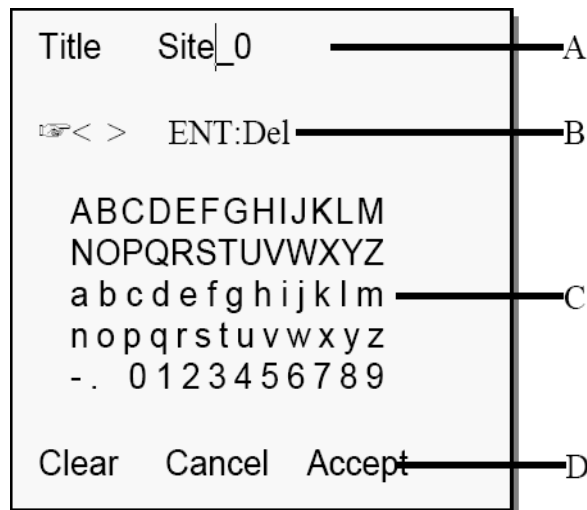 Title Site_0 A
☞< > ENT:Del B
ABCDEFGHIJKLM
NOPQRSTUVWXYZ
a b c d e f g h i j k l m C
n o p q r s t u v w x y z
- . 0 1 2 3 4 5 6 7 8 9
Clear Cancel Accept D